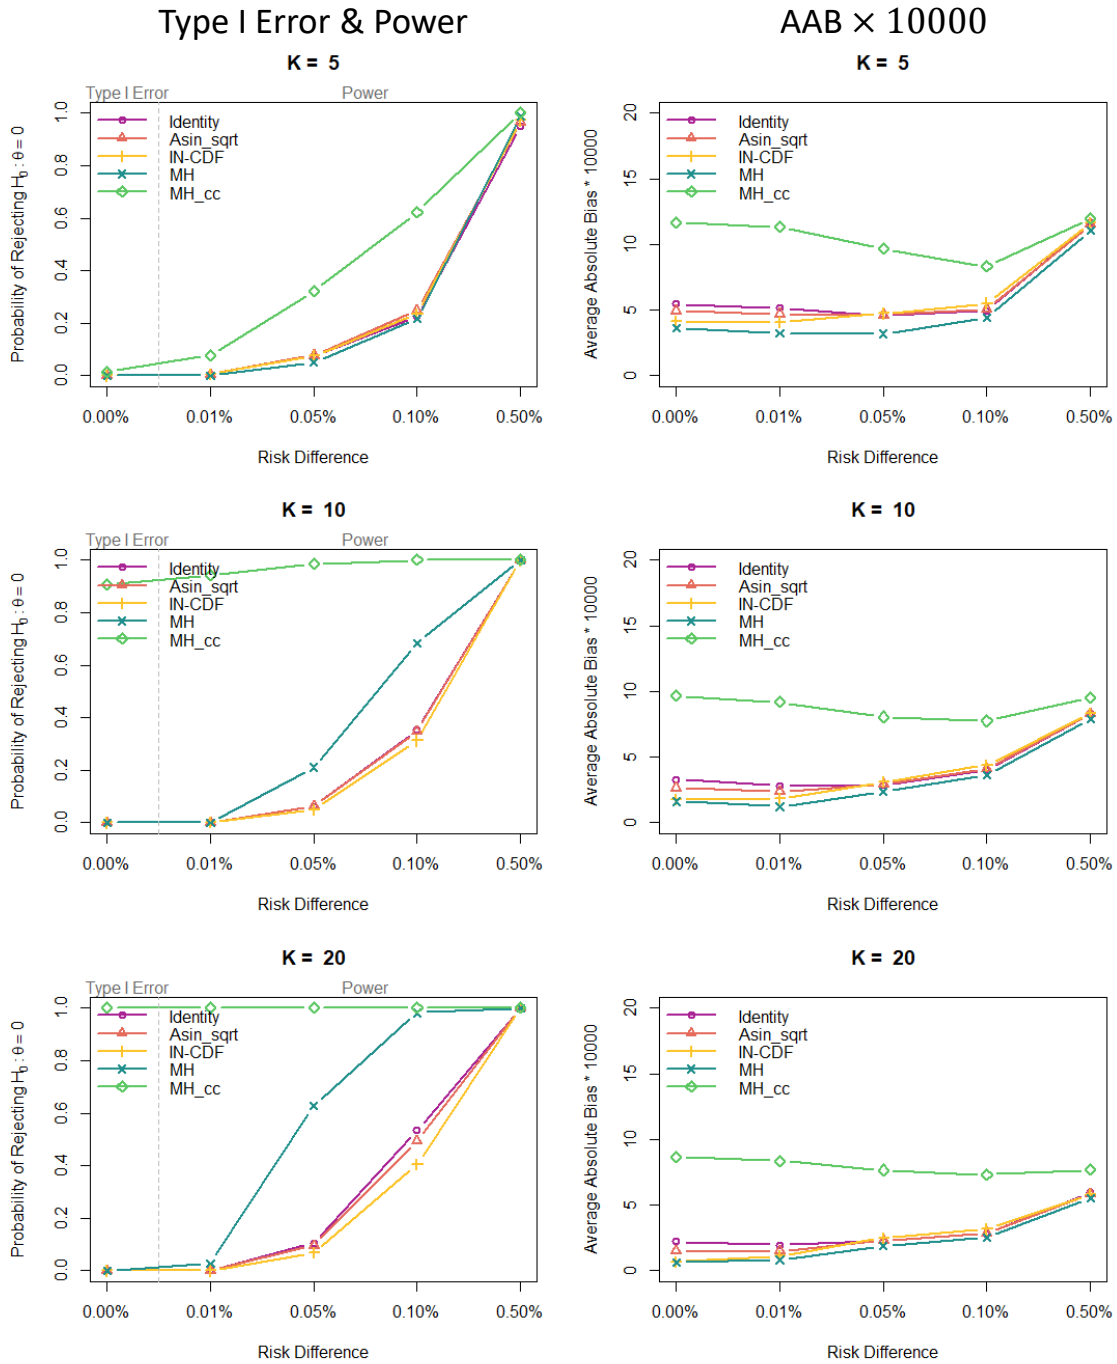 Type I Error & Power
AAB × 10000
K = 5
Type I Error
Power
Probability of Rejecting H₀ : θ = 0
1.0
0.8
0.6
0.4
0.2
0.0
Identity
Asin_sqrt
IN-CDF
MH
MH_cc
0.00%
0.01%
0.05%
0.10%
0.50%
Risk Difference
K = 5
Average Absolute Bias * 10000
20
15
10
5
0
Identity
Asin_sqrt
IN-CDF
MH
MH_cc
0.00%
0.01%
0.05%
0.10%
0.50%
Risk Difference
K = 10
Type I Error
Power
Probability of Rejecting H₀ : θ = 0
1.0
0.8
0.6
0.4
0.2
0.0
Identity
Asin_sqrt
IN-CDF
MH
MH_cc
0.00%
0.01%
0.05%
0.10%
0.50%
Risk Difference
K = 10
Average Absolute Bias * 10000
20
15
10
5
0
Identity
Asin_sqrt
IN-CDF
MH
MH_cc
0.00%
0.01%
0.05%
0.10%
0.50%
Risk Difference
K = 20
Type I Error
Power
Probability of Rejecting H₀ : θ = 0
1.0
0.8
0.6
0.4
0.2
0.0
Identity
Asin_sqrt
IN-CDF
MH
MH_cc
0.00%
0.01%
0.05%
0.10%
0.50%
Risk Difference
K = 20
Average Absolute Bias * 10000
20
15
10
5
0
Identity
Asin_sqrt
IN-CDF
MH
MH_cc
0.00%
0.01%
0.05%
0.10%
0.50%
Risk Difference